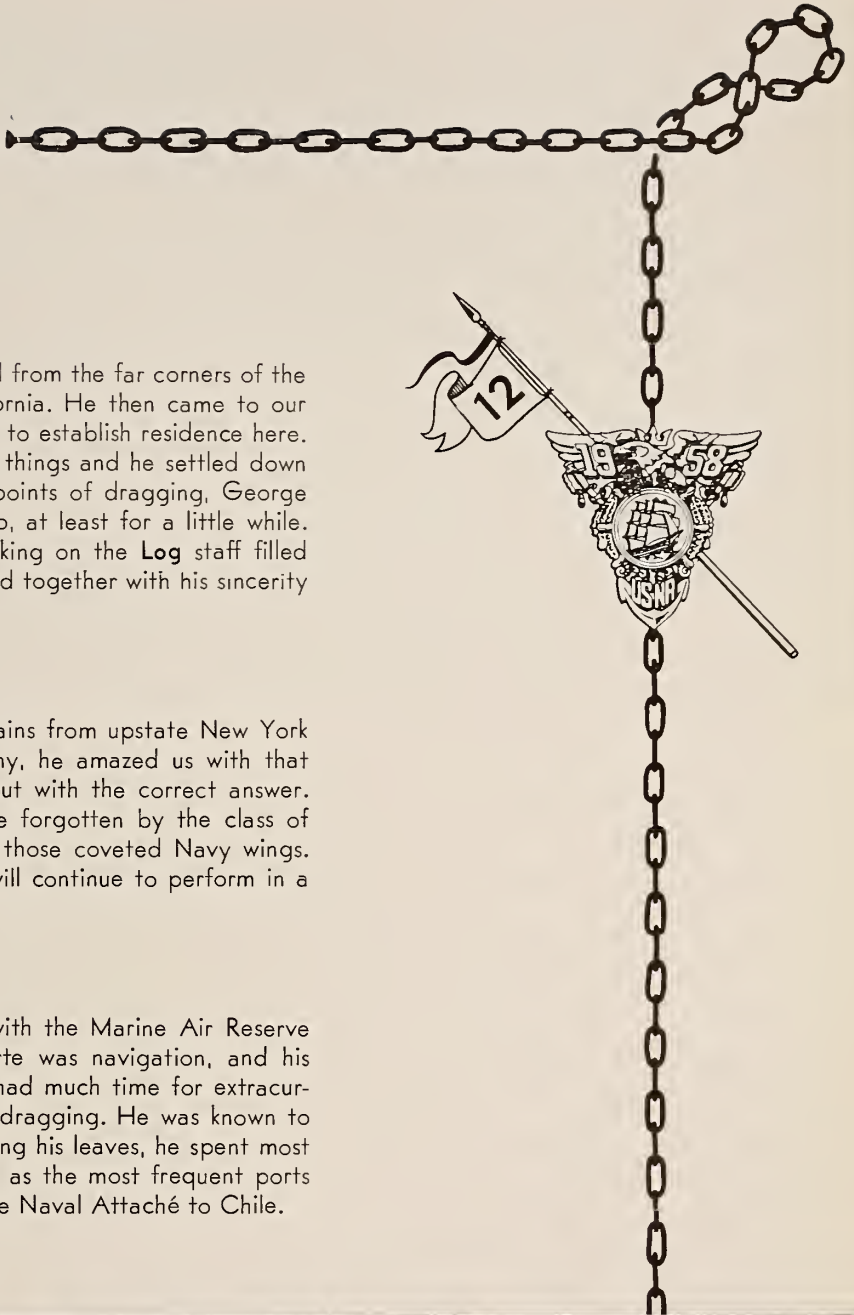 from the far corners of the
ornia. He then came to our
to establish residence here.
things and he settled down
points of dragging, George
o, at least for a little while.
king on the Log staff filled
d together with his sincerity
ains from upstate New York
ny, he amazed us with that
ut with the correct answer.
e forgotten by the class of
those coveted Navy wings.
will continue to perform in a
with the Marine Air Reserve
rte was navigation, and his
had much time for extracur-
dragging. He was known to
ng his leaves, he spent most
as the most frequent ports
e Naval Attaché to Chile.
12
19 58
USNA